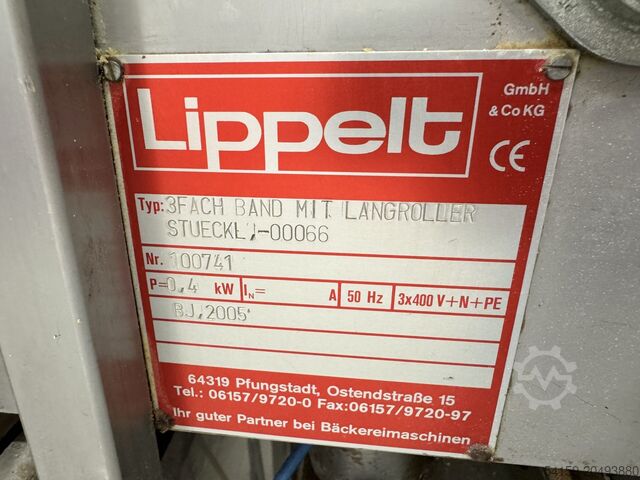 Lippelt
GmbH
& Co KG
CE
Typ: 3FACH BAND MIT LANGROLLER
Nr. 100741
P=0,4 kW I_N= A 50 Hz 3x400 V+N+PE
BJ.2005
64319 Pfungstadt, Ostendstraße 15
Tel.: 06157/9720-0 Fax:06157/9720-97
Ihr guter Partner bei Bäckereimaschinen